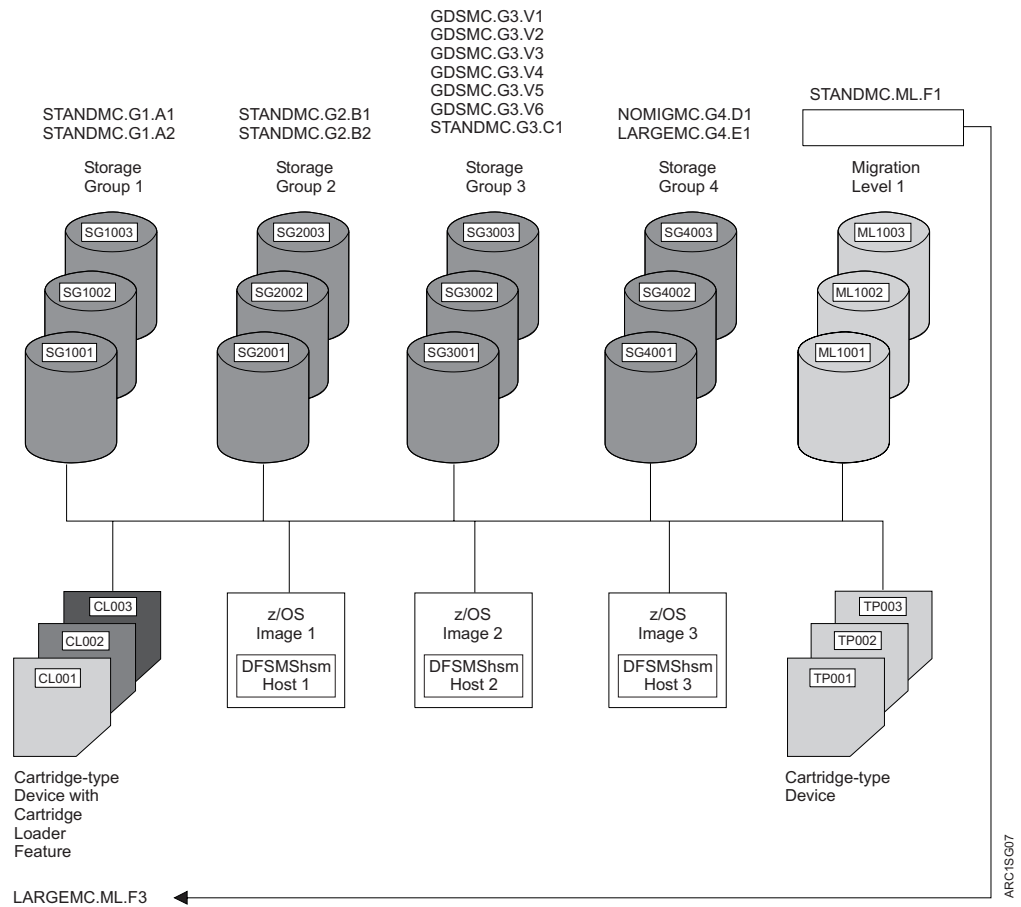 GDSMC.G3.V1
GDSMC.G3.V2
GDSMC.G3.V3
GDSMC.G3.V4
GDSMC.G3.V5
GDSMC.G3.V6
STANDMC.G3.C1
STANDMC.G1.A1
STANDMC.G1.A2
STANDMC.G2.B1
STANDMC.G2.B2
NOMIGMC.G4.D1
LARGEMC.G4.E1
STANDMC.ML.F1
Storage
Group 1
Storage
Group 2
Storage
Group 3
Storage
Group 4
Migration
Level 1
SG1003
SG1002
SG1001
SG2003
SG2002
SG2001
SG3003
SG3002
SG3001
SG4003
SG4002
SG4001
ML1003
ML1002
ML1001
CL003
CL002
CL001
Cartridge-type
Device with
Cartridge
Loader
Feature
z/OS
Image 1
DFSMShsm
Host 1
z/OS
Image 2
DFSMShsm
Host 2
z/OS
Image 3
DFSMShsm
Host 3
TP003
TP002
TP001
Cartridge-type
Device
LARGEMC.ML.F3
ARC1SG07